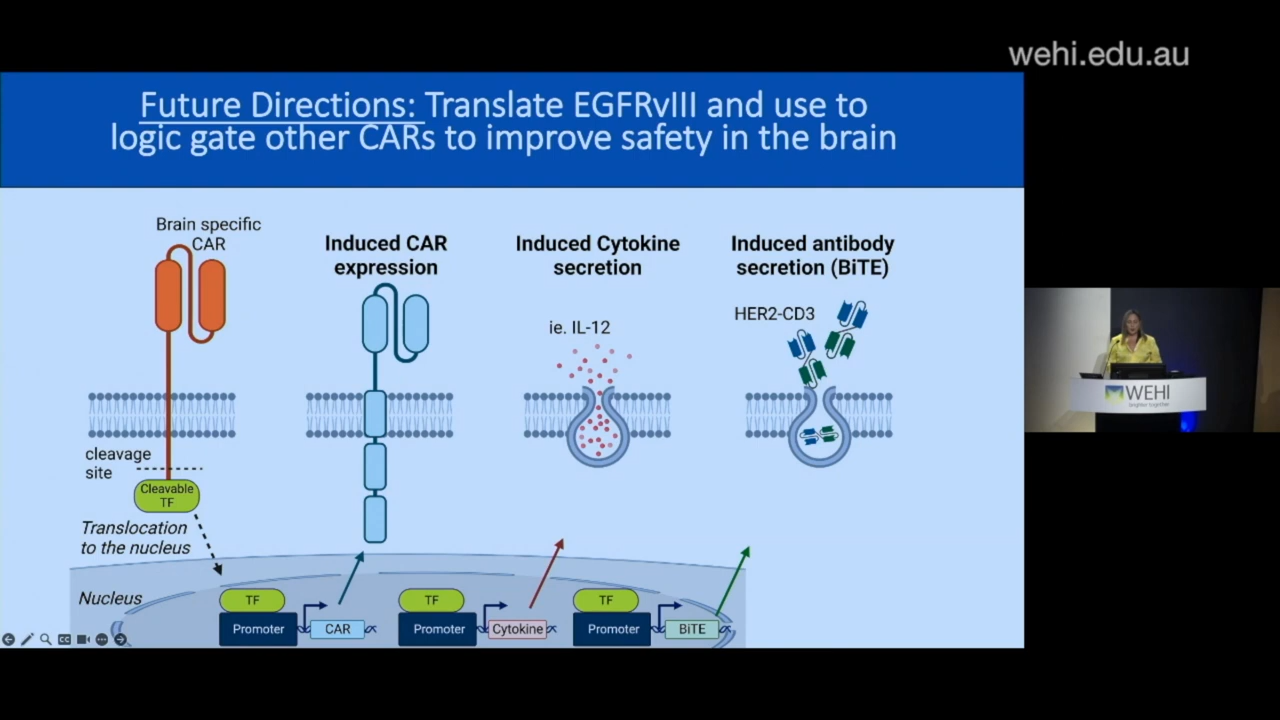 wehi.edu.au
Future Directions: Translate EGFRvIII and use to
logic gate other CARs to improve safety in the brain
Brain specific
CAR
Induced CAR
expression
Induced Cytokine
secretion
Induced antibody
secretion (BiTE)
ie. IL-12
HER2-CD3
cleavage
site
Cleavable
TF
Translocation
to the nucleus
Nucleus
TF
Promoter
CAR
TF
Promoter
Cytokine
TF
Promoter
BiTE
WEHI
brighter together